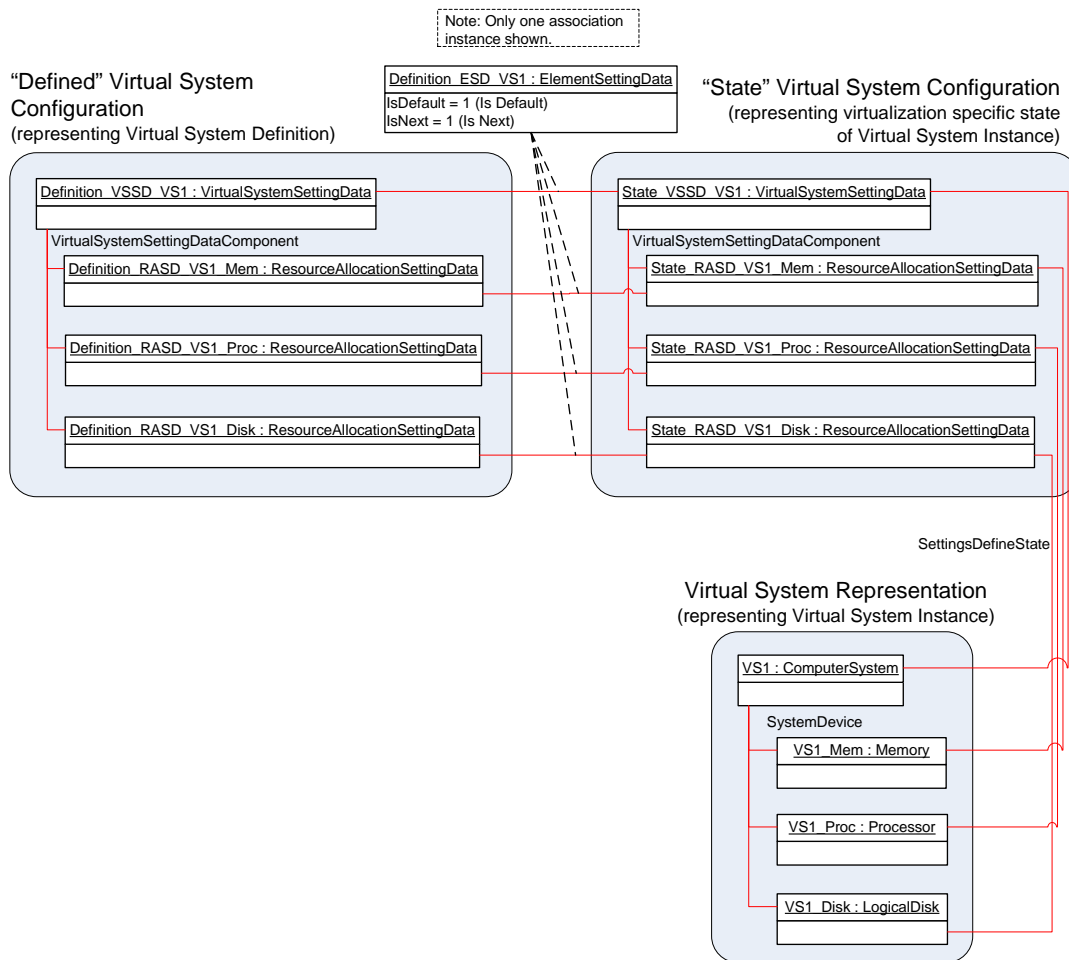 Note: Only one association
instance shown.
“Defined” Virtual System
Configuration
(representing Virtual System Definition)
Definition_ESD_VS1 : ElementSettingData
IsDefault = 1 (Is Default)
IsNext = 1 (Is Next)
“State” Virtual System Configuration
(representing virtualization specific state
of Virtual System Instance)
Definition_VSSD_VS1 : VirtualSystemSettingData
VirtualSystemSettingDataComponent
Definition_RASD_VS1_Mem : ResourceAllocationSettingData
Definition_RASD_VS1_Proc : ResourceAllocationSettingData
Definition_RASD_VS1_Disk : ResourceAllocationSettingData
State_VSSD_VS1 : VirtualSystemSettingData
VirtualSystemSettingDataComponent
State_RASD_VS1_Mem : ResourceAllocationSettingData
State_RASD_VS1_Proc : ResourceAllocationSettingData
State_RASD_VS1_Disk : ResourceAllocationSettingData
SettingsDefineState
Virtual System Representation
(representing Virtual System Instance)
VS1 : ComputerSystem
SystemDevice
VS1_Mem : Memory
VS1_Proc : Processor
VS1_Disk : LogicalDisk